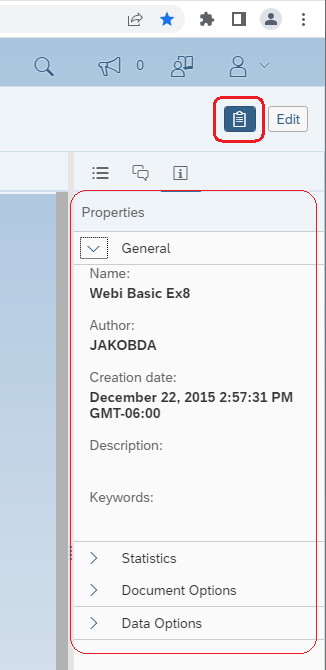 0
Edit
Properties
General
Name:
Webi Basic Ex8
Author:
JAKOBDA
Creation date:
December 22, 2015 2:57:31 PM
GMT-06:00
Description:
Keywords:
Statistics
Document Options
Data Options